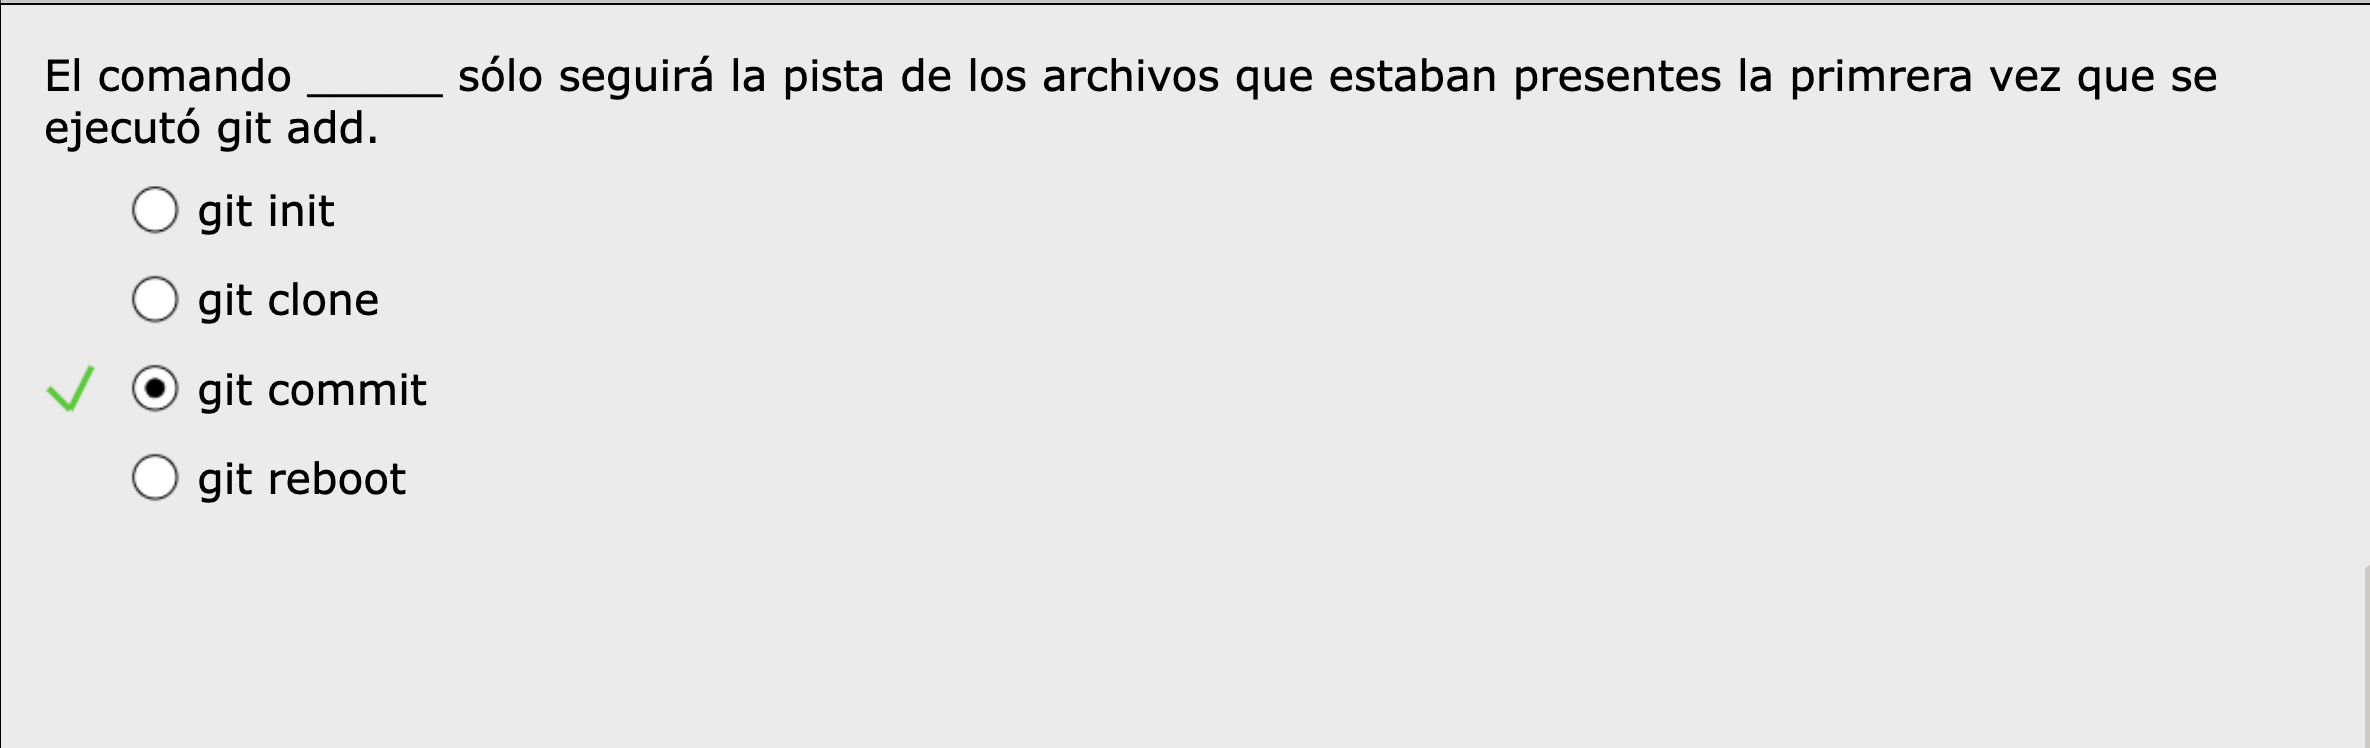 El comando ______ sólo seguirá la pista de los archivos que estaban presentes la primrera vez que se
ejecutó git add.
git init
git clone
git commit
git reboot